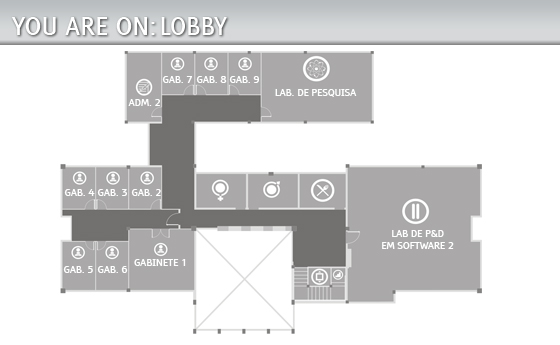 YOU ARE ON: LOBBY
GAB. 7
GAB. 8
GAB. 9
ADM. 2
LAB. DE PESQUISA
GAB. 4
GAB. 3
GAB. 2
LAB DE P&D
EM SOFTWARE 2
GAB. 5
GAB. 6
GABINETE 1